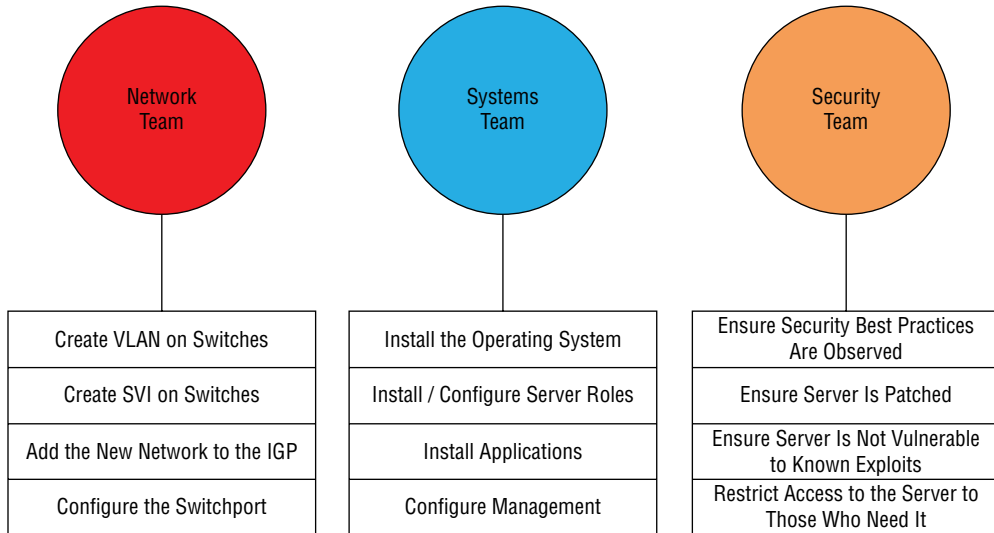 Network
Team
Systems
Team
Security
Team
Create VLAN on Switches
Create SVI on Switches
Add the New Network to the IGP
Configure the Switchport
Install the Operating System
Install / Configure Server Roles
Install Applications
Configure Management
Ensure Security Best Practices
Are Observed
Ensure Server Is Patched
Ensure Server Is Not Vulnerable
to Known Exploits
Restrict Access to the Server to
Those Who Need It